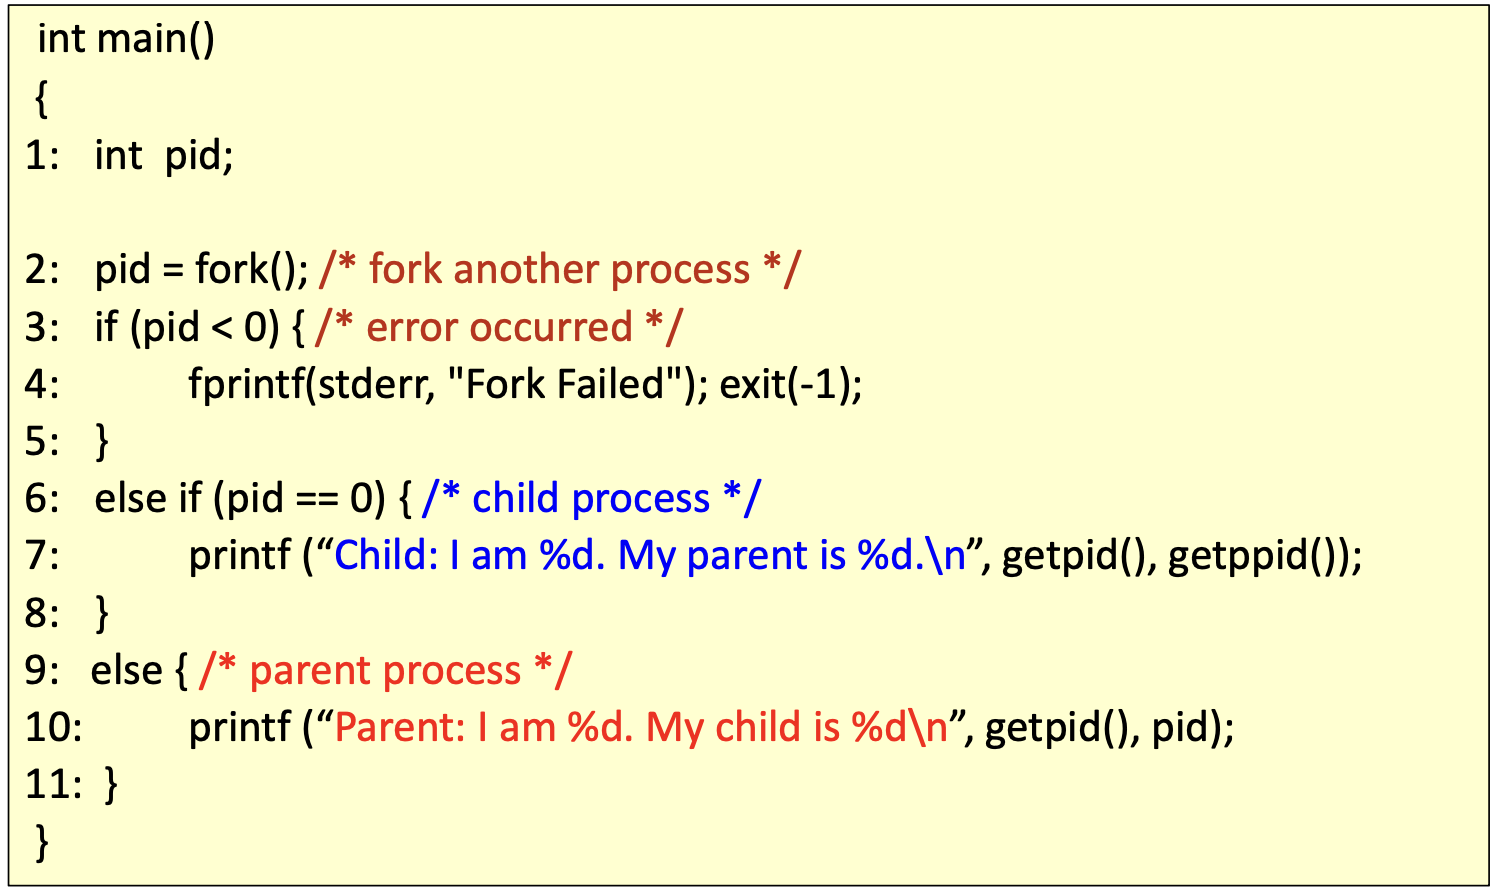 int main()
{
1: int pid;
2: pid = fork(); /* fork another process */
3: if (pid < 0) { /* error occurred */
4: fprintf(stderr, "Fork Failed"); exit(-1);
5: }
6: else if (pid == 0) { /* child process */
7: printf (“Child: I am %d. My parent is %d.\n”, getpid(), getppid());
8: }
9: else { /* parent process */
10: printf (“Parent: I am %d. My child is %d\n”, getpid(), pid);
11: }
}